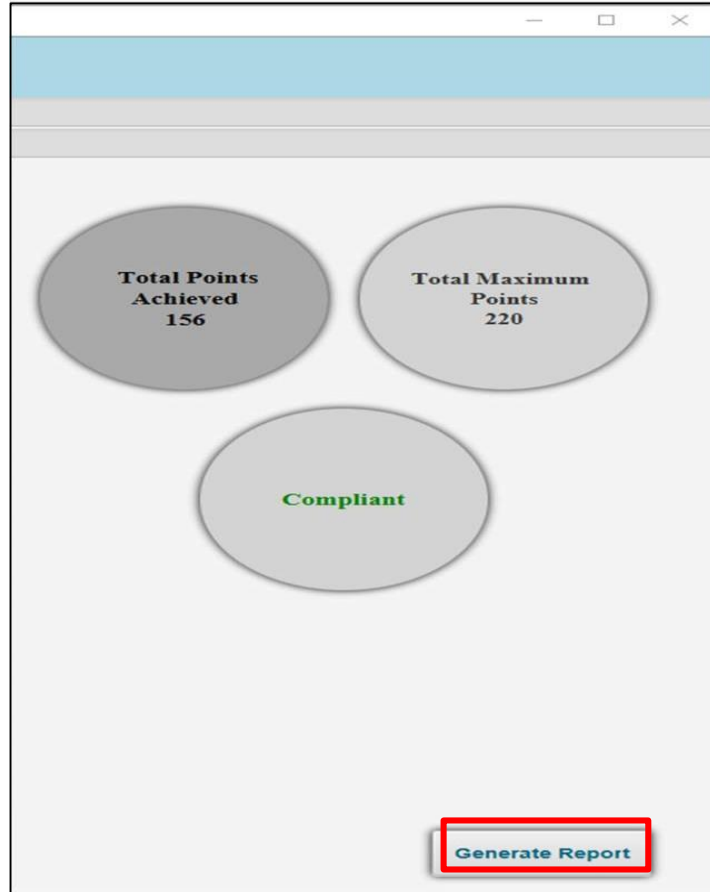 Total Points
Achieved
156
Total Maximum
Points
220
Compliant
Generate Report